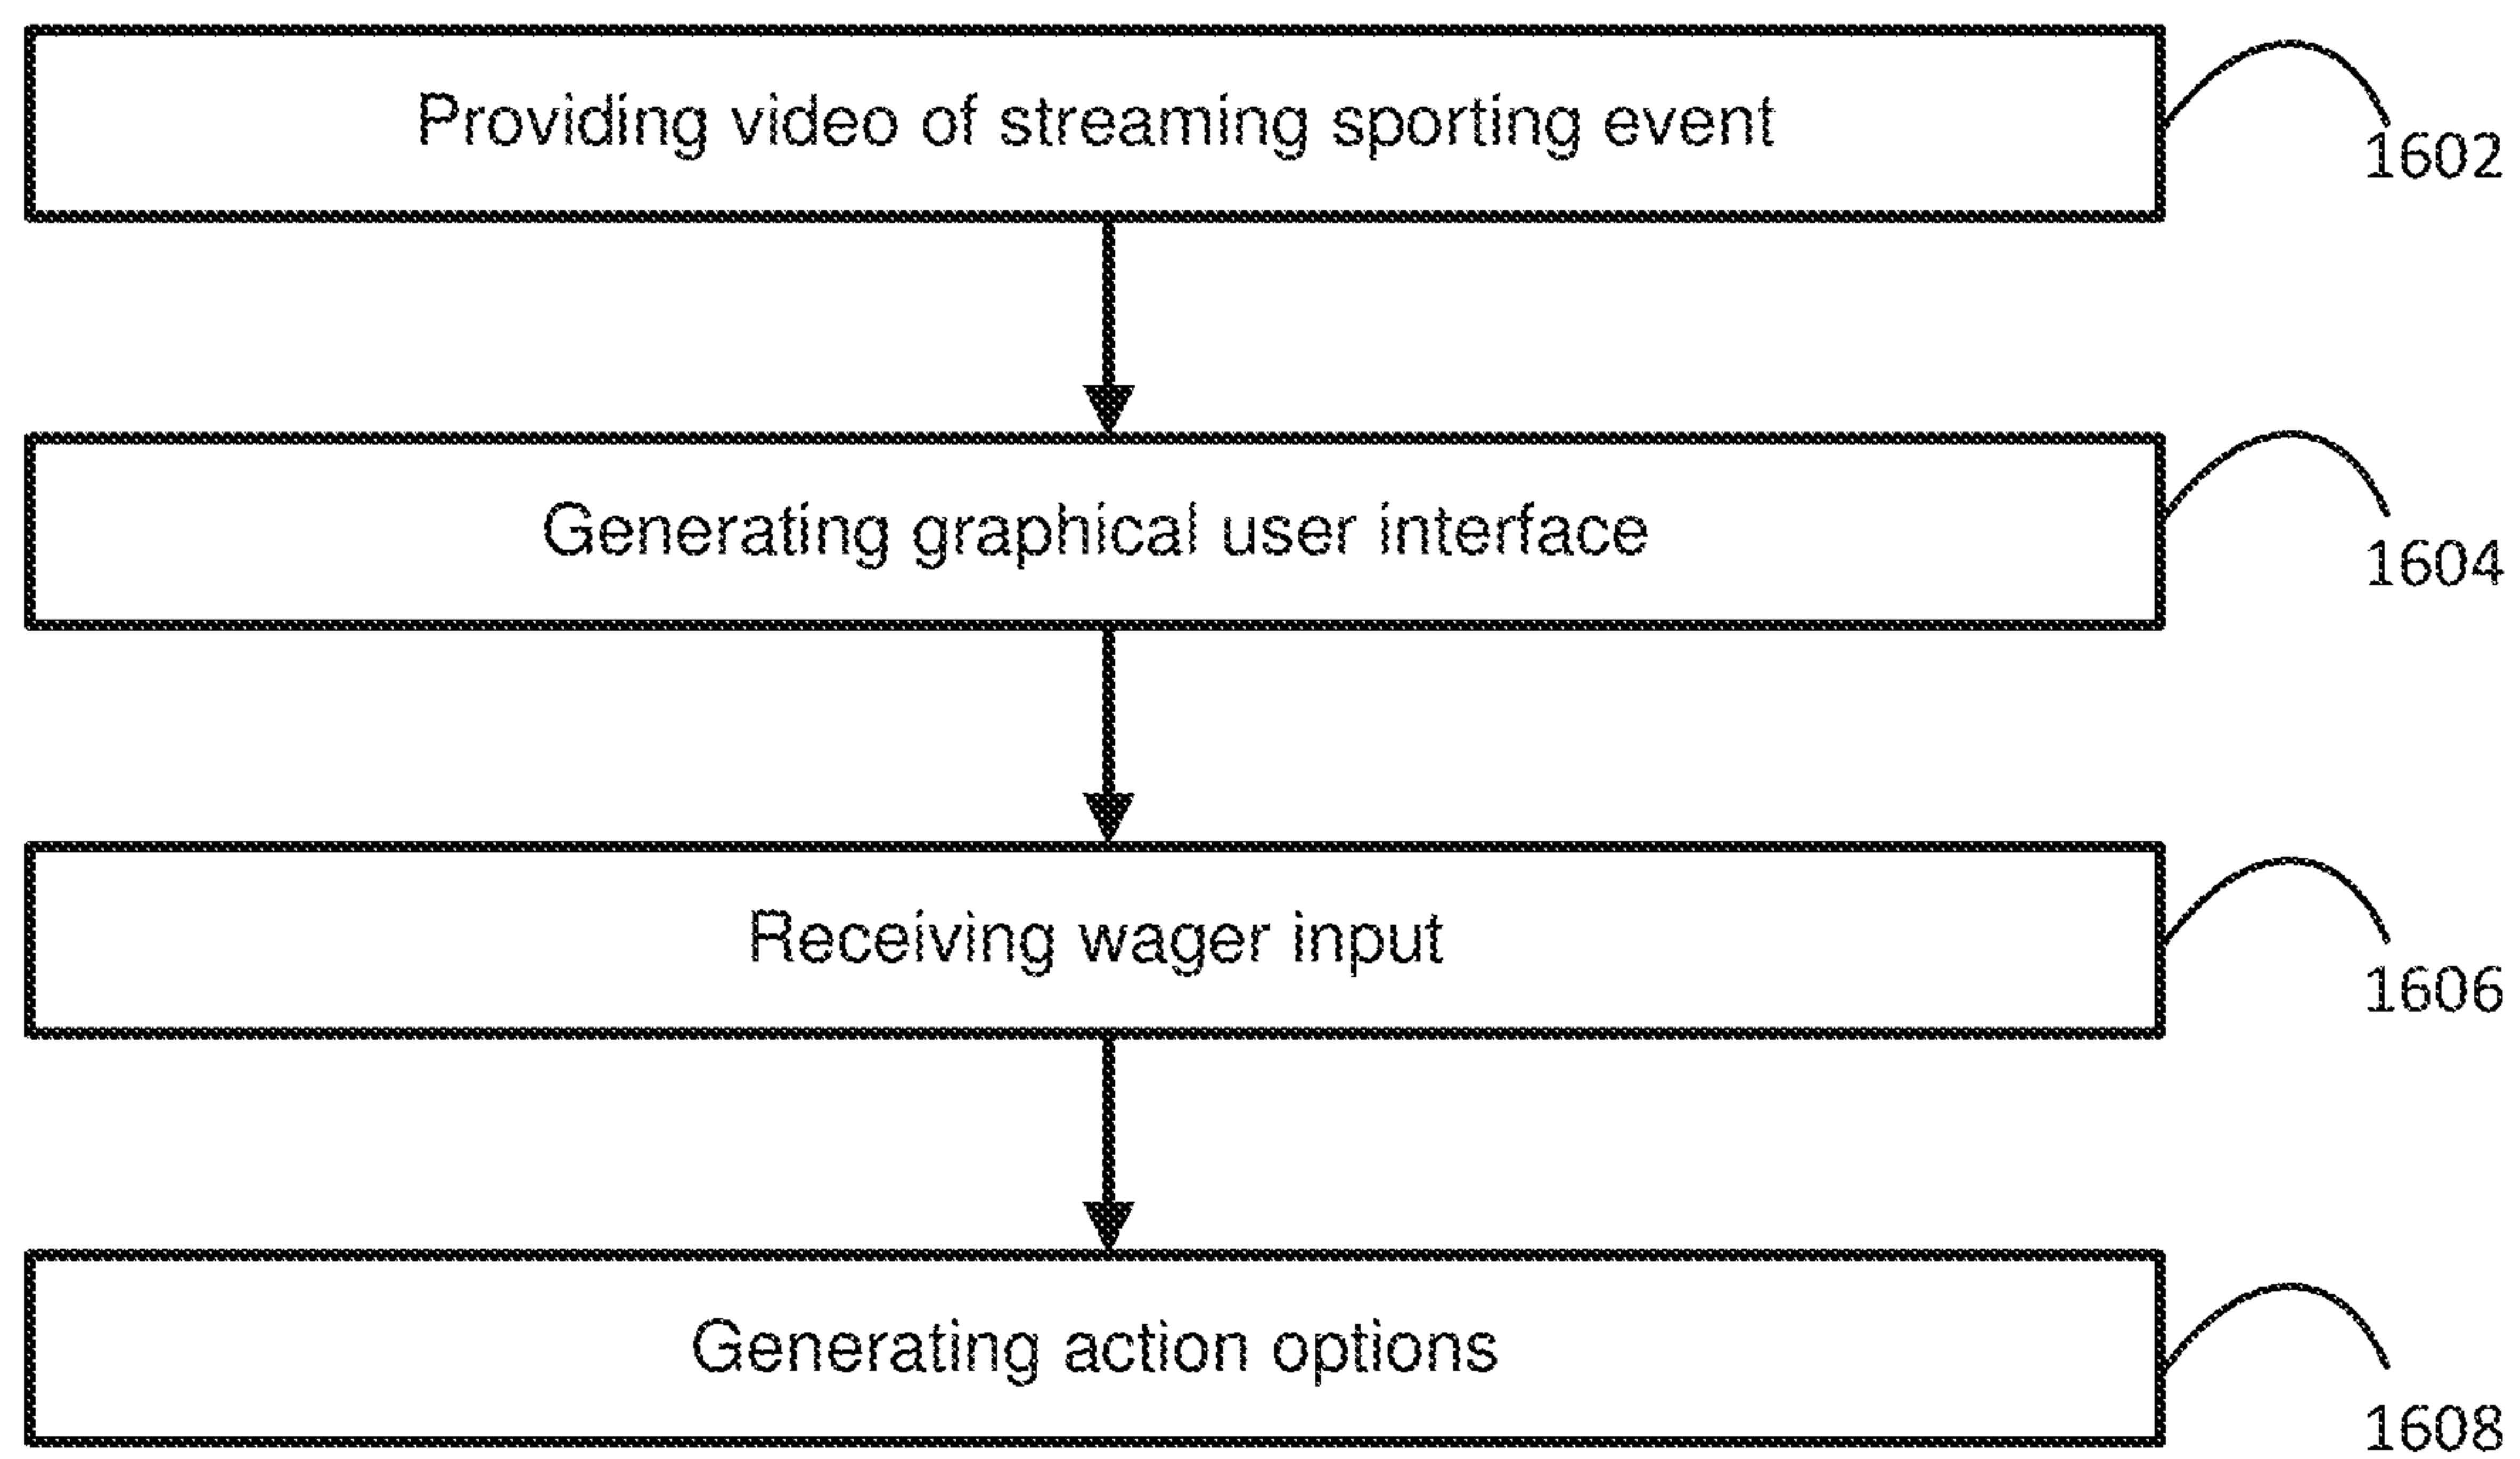 Providing video of streaming sporting event
1602
Generating graphical user interface
1604
Receiving wager input
1606
Generating action options
1608